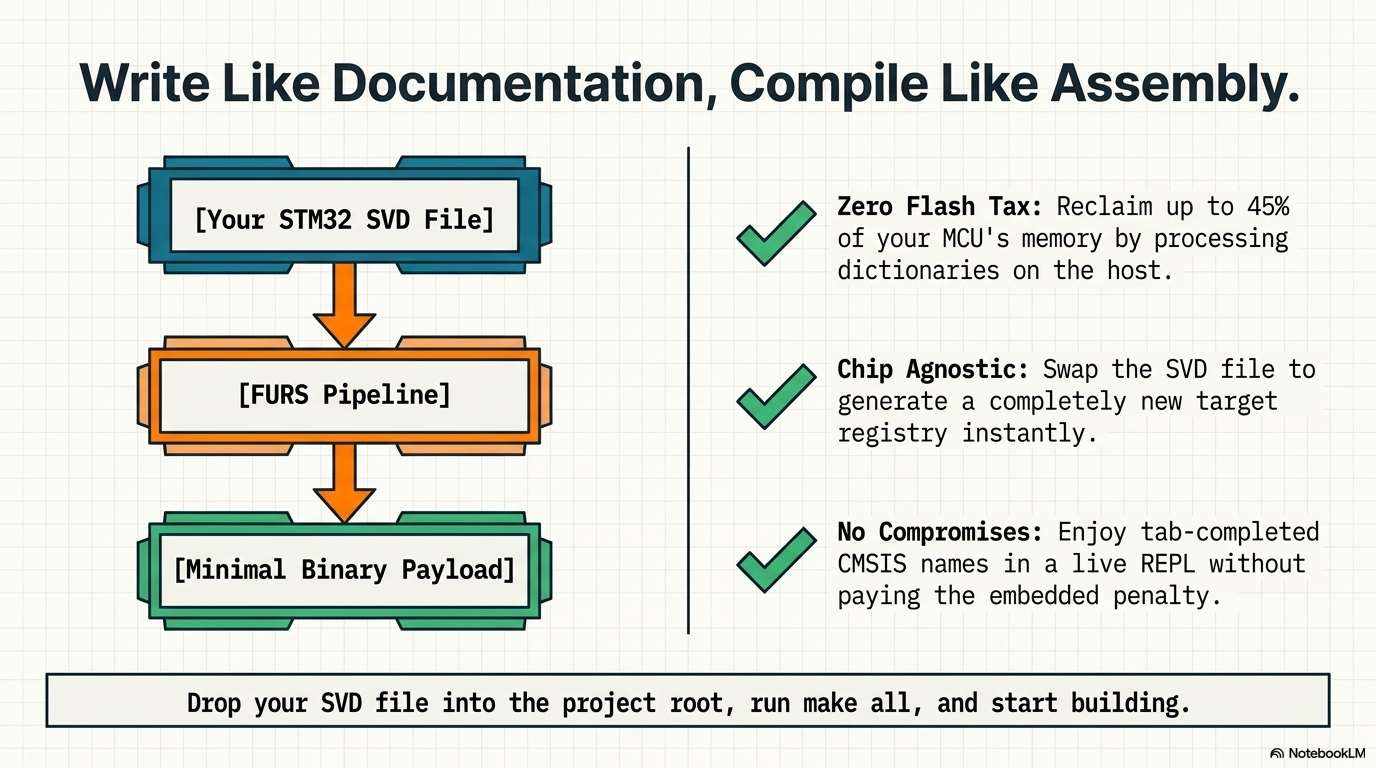 Write Like Documentation, Compile Like Assembly.
[Your STM32 SVD File]
[FURS Pipeline]
[Minimal Binary Payload]
Zero Flash Tax: Reclaim up to 45%
of your MCU's memory by processing
dictionaries on the host.
Chip Agnostic: Swap the SVD file to
generate a completely new target
registry instantly.
No Compromises: Enjoy tab-completed
CMSIS names in a live REPL without
paying the embedded penalty.
Drop your SVD file into the project root, run make all, and start building.
NotebookLM